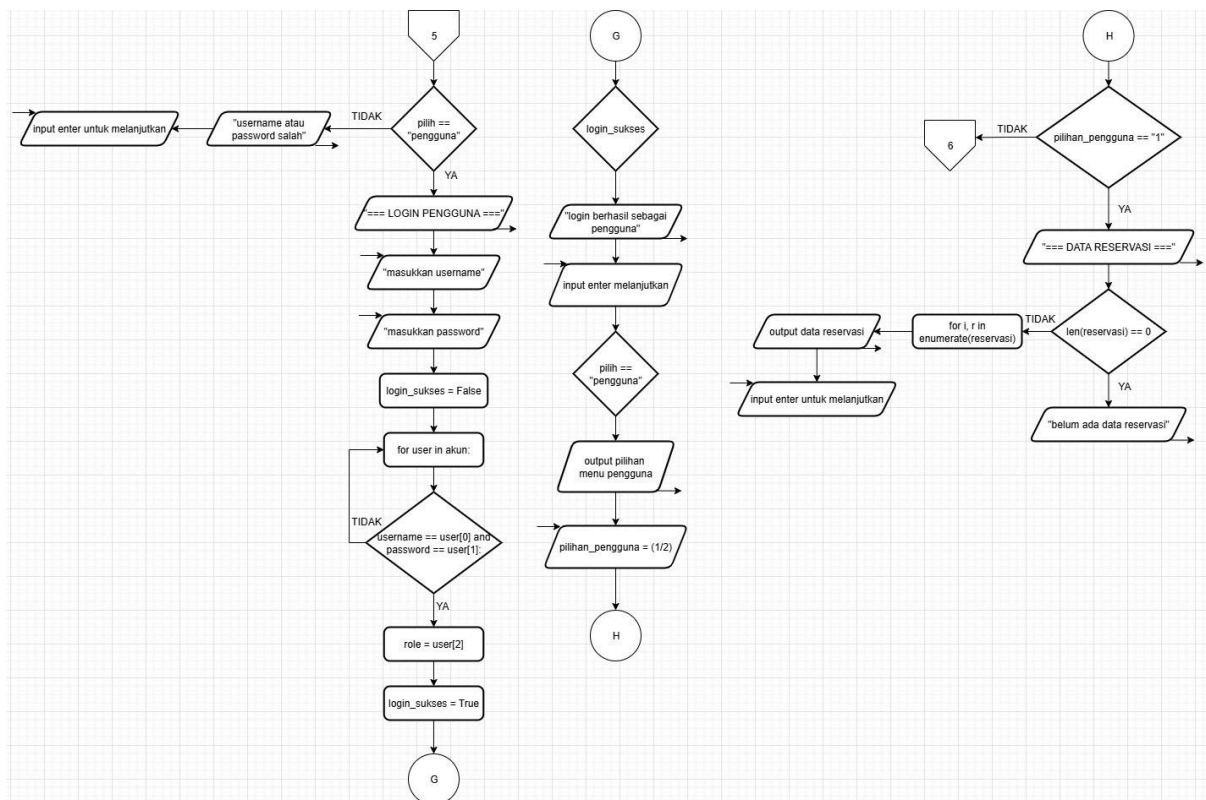 5
pilih ==
"pengguna"
TIDAK
"username atau
password salah"
input enter untuk melanjutkan
YA
"=== LOGIN PENGGUNA ==="
"masukkan username"
"masukkan password"
login_sukses = False
for user in akun:
username == user[0] and
password == user[1]:
TIDAK
YA
role = user[2]
login_sukses = True
G
G
login_sukses
"login berhasil sebagai
pengguna"
input enter melanjutkan
pilih ==
"pengguna"
output pilihan
menu pengguna
pilihan_pengguna = (1/2)
H
H
pilihan_pengguna == "1"
TIDAK
6
YA
"=== DATA RESERVASI ==="
len(reservasi) == 0
TIDAK
for i, r in
enumerate(reservasi)
output data reservasi
input enter untuk melanjutkan
YA
"belum ada data reservasi"